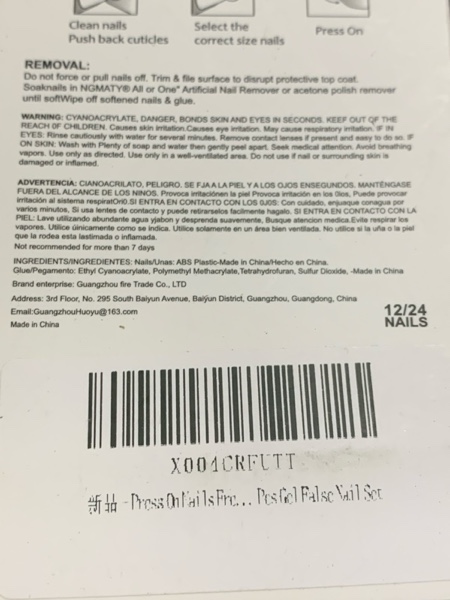 Clean nails
Push back cuticles
Select the
correct size nails
Press On
REMOVAL:
Do not force or pull nails off. Trim & file surface to disrupt protective top coat.
Soaknails in NGMATY® All or One" Artificial Nail Remover or acetone polish remover
until softWipe off softened nails & glue.
WARNING: CYANOACRYLATE, DANGER, BONDS SKIN AND EYES IN SECONDS. KEEP OUT OF THE
REACH OF CHILDREN. Causes skin irritation.Causes eye irritation. May cause respiratory irritation. IF IN
EYES: Rinse cautiously with water for several minutes. Remove contact lenses if present and easy to do so. IF
ON SKIN: Wash with Plenty of soap and water then gently peel apart. Seek medical attention. Avoid breathing
vapors. Use only as directed. Use only in a well-ventilated area. Do not use if nail or surrounding skin is
damaged or inflamed.
ADVERTENCIA: CIANOACRILATO, PELIGRO. SE FJA A LA PIEL Y A LOS OJOS ENSEGUNDOS. MANTÉNGASE
FUERA DEL ALCANCE DE LOS NINOS. Provoca irritaciónen la piel Provoca irritación en los 0jos, Puede provocar
irritación al sistema respiratOri0.SI ENTRA EN CONTACTO CON LOS 0J0S: Con cuidado, enjuague conagua por
varios minutos, Si usa lentes de contacto y puede retirarselos facilmente hagalo. SI ENTRA EN CONTACTO CON LA
PIEL: Lave utilizando abundante agua yjabon y desprenda suavemente, Busque atencion medica.Evite respirar los
vapores. Utilice únicamente como se indica. Utilice solamente en un área bien ventilada. No utilice si la uña o la piel
que la rodea esta lastimada o inflamada.
Not recommended for more than 7 days
INGREDIENTS/INGREDIENTES: Nails/Unas: ABS Plastic-Made in China/Hecho en China.
Glue/Pegamento: Ethyl Cyanoacrylate, Polymethyl Methacrylate,Tetrahydrofuran, Sulfur Dioxide, -Made in China
Brand enterprise: Guangzhou fire Trade Co., LTD
Address: 3rd Floor, No. 295 South Baiyun Avenue, Baiyun District, Guangzhou, Guangdong, China
Email:GuangzhouHuoyu@163.com
Made in China
12/24
NAILS
X004CRFUTT
新品 - Press On Nails Fre... Pcs Gel False Nail Set